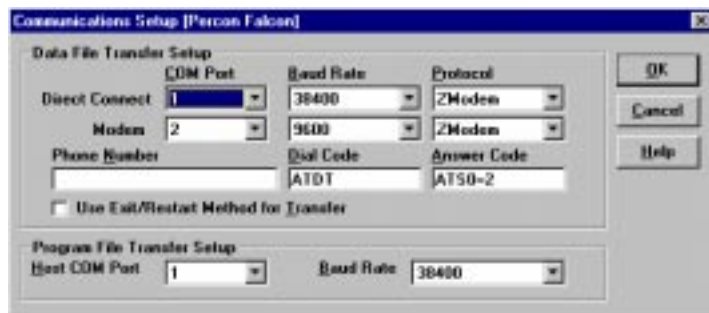 Communications Setup [Percon Falcon]
Data File Transfer Setup
COM Port Baud Rate Protocol
Direct Connect 1 38400 ZModem
Modem 2 9600 ZModem
Phone Number Dial Code Answer Code
ATDT ATS0=2
Use Exit/Restart Method for Transfer
Program File Transfer Setup
Host COM Port 1 Baud Rate 38400
OK
Cancel
Help